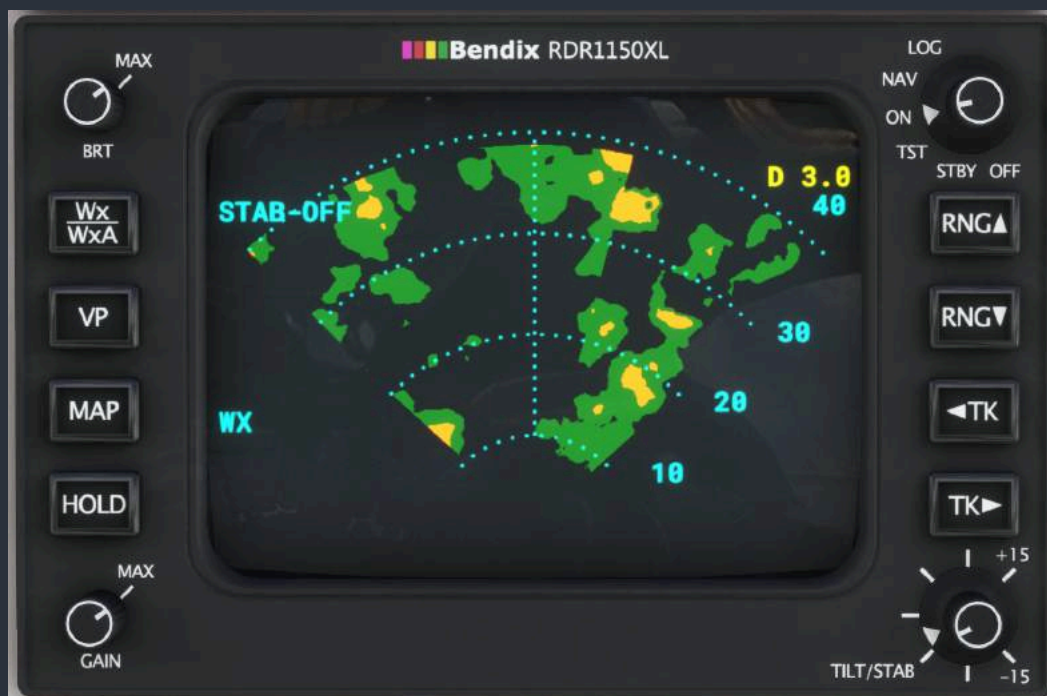 Bendix RDR1150XL
MAX
BRT
LOG
NAV
ON
TST
STBY OFF
D 3.0
STAB-OFF
40
Wx
WxA
RNG▲
VP
30
RNG▼
MAP
20
◄TK
WX
10
HOLD
TK►
MAX
GAIN
+15
TILT/STAB
-15